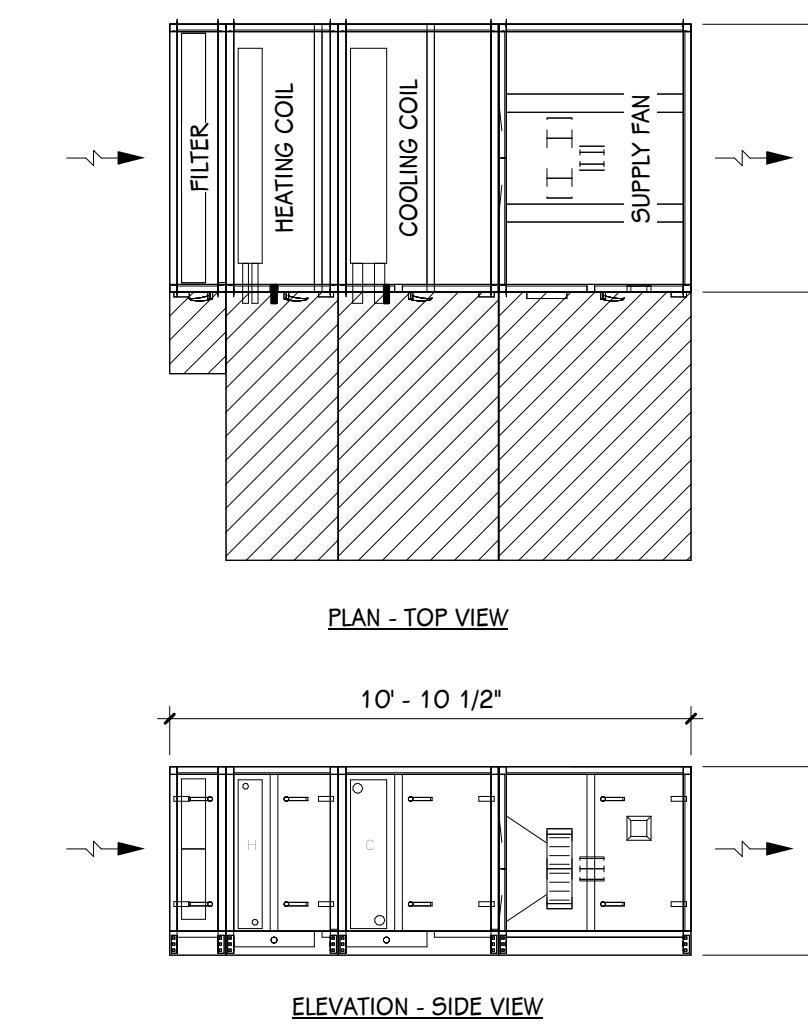 FILTER
HEATING COIL
COOLING COIL
SUPPLY FAN
PLAN - TOP VIEW
10' - 10 1/2"
H
C
ELEVATION - SIDE VIEW